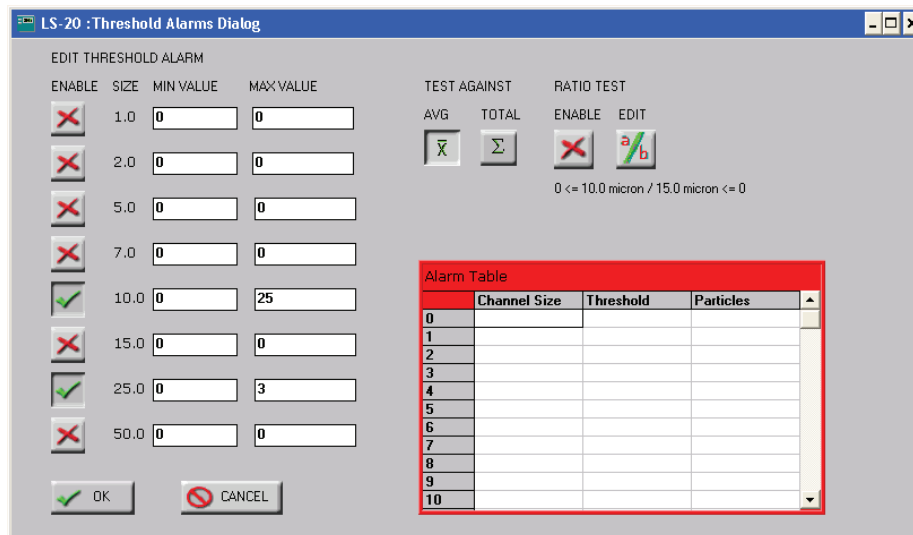 LS-20 :Threshold Alarms Dialog
EDIT THRESHOLD ALARM
ENABLE SIZE MIN VALUE MAX VALUE
1.0 0 0
2.0 0 0
5.0 0 0
7.0 0 0
10.0 0 25
15.0 0 0
25.0 0 3
50.0 0 0
OK CANCEL
TEST AGAINST RATIO TEST
AVG TOTAL ENABLE EDIT
X̄ Σ a/b
0 <= 10.0 micron / 15.0 micron <= 0
Alarm Table
Channel Size Threshold Particles
0
1
2
3
4
5
6
7
8
9
10